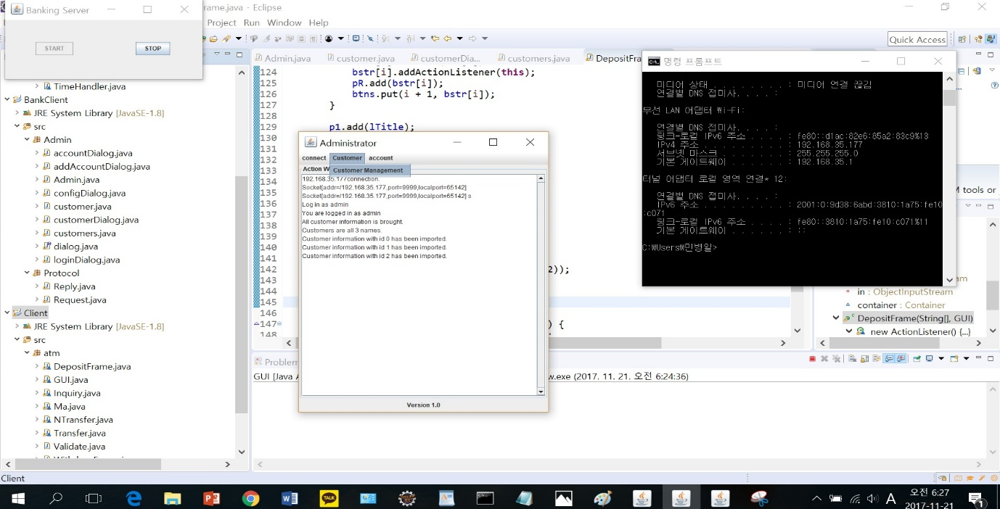 Banking Server
START
STOP
rame.java - Eclipse
Project Run Window Help
Quick Access
TimeHandler.java
BankClient
JRE System Library [JavaSE-1.8]
src
Admin
accountDialog.java
addAccountDialog.java
Admin.java
configDialog.java
customer.java
customerDialog.java
customers.java
dialog.java
loginDialog.java
Protocol
Reply.java
Request.java
Client
JRE System Library [JavaSE-1.8]
src
atm
DepositFrame.java
GUI.java
Inquiry.java
Ma.java
NTransfer.java
Transfer.java
Validate.java
Admin.java customer.java customerDia... customers.java DepositFra
124 bstr[i].addActionListener(this);
125 pR.add(bstr[i]);
126 btns.put(i + 1, bstr[i]);
127 }
128
129 p1.add(lTitle);
130
131
132
133
134
135
136
137
138
139
140
141
142 2));
143
144
145
146
147 ) {
148
Administrator
connect Customer account
Action W
Customer Management
192.168.35.177connection.
Socket[addr=/192.168.35.177,port=9999,localport=65142]
Socket[addr=/192.168.35.177,port=9999,localport=65142] s
Log in as admin
You are logged in as admin
All customer information is brought.
Customers are all 3 names.
Customer information with id 0 has been imported.
Customer information with id 1 has been imported.
Customer information with id 2 has been imported.
Version 1.0
명령 프롬프트
미디어 상태 . . . . . . . . : 미디어 연결 끊김
연결별 DNS 접미사. . . . :
무선 LAN 어댑터 Wi-Fi:
연결별 DNS 접미사. . . . :
링크-로컬 IPv6 주소 . . . . : fe80::d1ac:82e6:85a2:83c9%13
IPv4 주소 . . . . . . . . . : 192.168.35.177
서브넷 마스크 . . . . . . . : 255.255.255.0
기본 게이트웨이 . . . . . . : 192.168.35.1
터널 어댑터 로컬 영역 연결* 12:
연결별 DNS 접미사. . . . :
IPv6 주소 . . . . . . . . . : 2001:0:9d38:6abd:3810:1a75:fe10
:c071
링크-로컬 IPv6 주소 . . . . : fe80::3810:1a75:fe10:c071%11
기본 게이트웨이 . . . . . . : ::
C:₩Users₩민병일>
M tools or
am
in : ObjectInputStream
container : Container
DepositFrame(String[], GUI)
new ActionListener() {...}
Problem
GUI [Java A
w.exe (2017. 11. 21. 오전 6:24:36)
Client
TALK
A
오전 6:27
2017-11-21
1